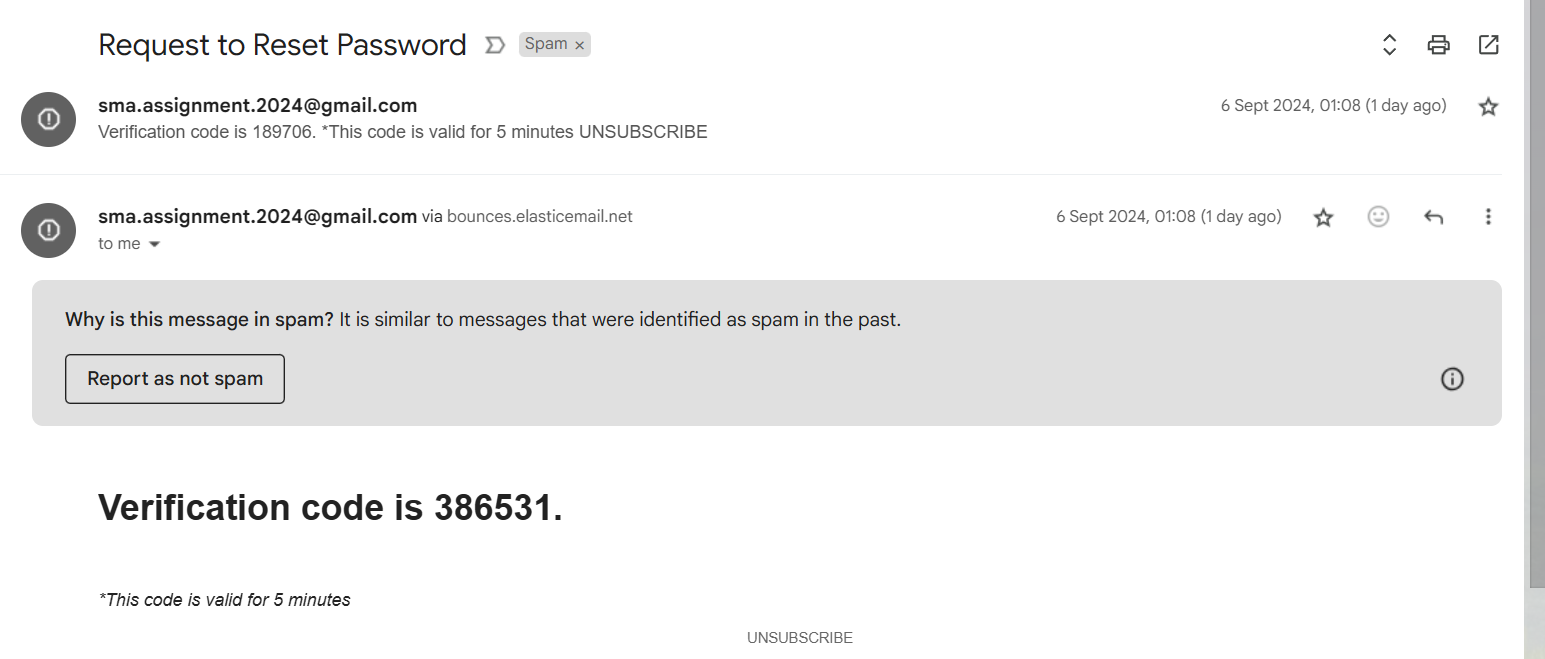 Request to Reset Password Spam ×
sma.assignment.2024@gmail.com 6 Sept 2024, 01:08 (1 day ago)
Verification code is 189706. *This code is valid for 5 minutes UNSUBSCRIBE
sma.assignment.2024@gmail.com via bounces.elasticemail.net 6 Sept 2024, 01:08 (1 day ago)
to me
Why is this message in spam? It is similar to messages that were identified as spam in the past.
Report as not spam
Verification code is 386531.
*This code is valid for 5 minutes
UNSUBSCRIBE